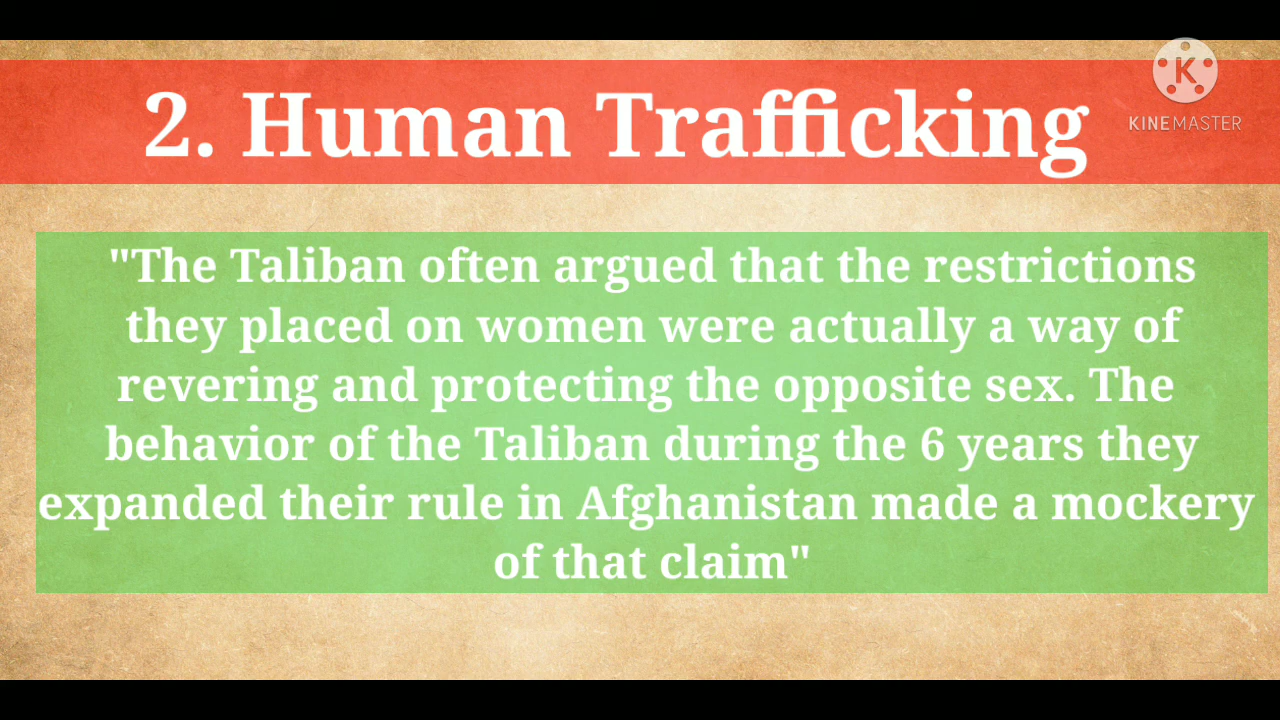 2. Human Trafficking
K
KINEMASTER
"The Taliban often argued that the restrictions
they placed on women were actually a way of
revering and protecting the opposite sex. The
behavior of the Taliban during the 6 years they
expanded their rule in Afghanistan made a mockery
of that claim"